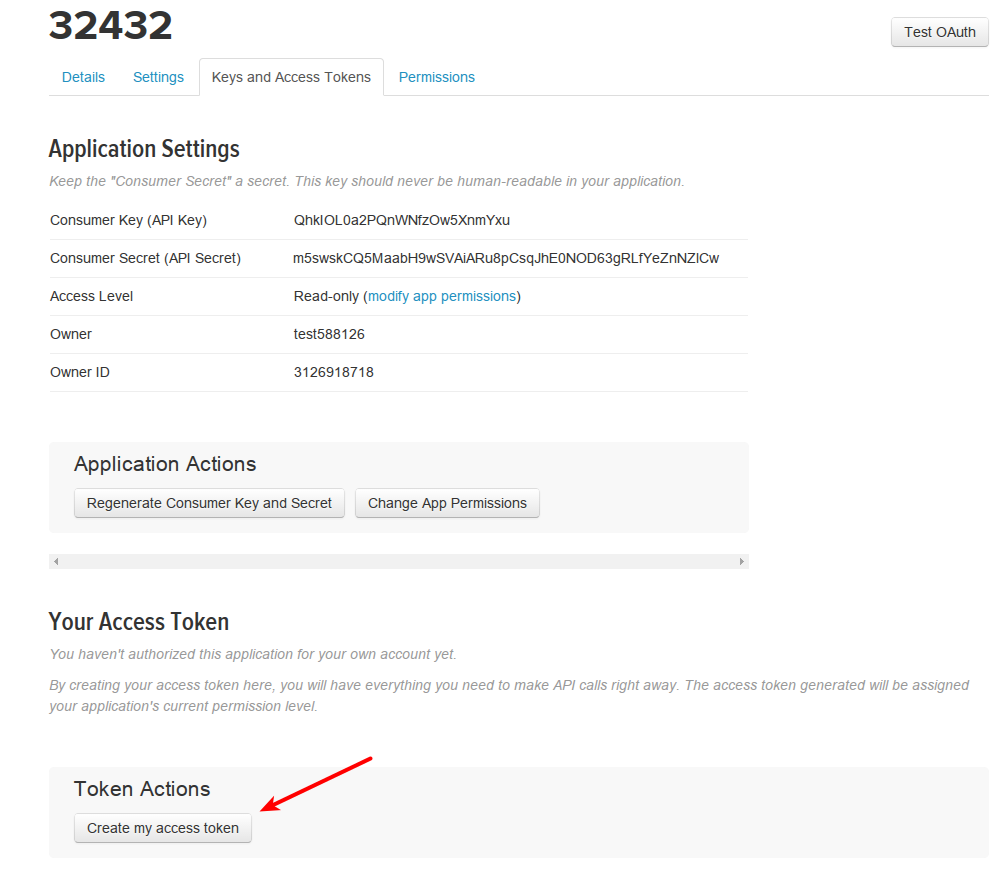 32432
Test OAuth
Details Settings Keys and Access Tokens Permissions
Application Settings
Keep the "Consumer Secret" a secret. This key should never be human-readable in your application.
Consumer Key (API Key) QhkIOL0a2PQnWNfzOw5XnmYxu
Consumer Secret (API Secret) m5swskCQ5MaabH9wSVAiARu8pCsqJhE0NOD63gRLfYeZnNZlCw
Access Level Read-only (modify app permissions)
Owner test588126
Owner ID 3126918718
Application Actions
Regenerate Consumer Key and Secret Change App Permissions
Your Access Token
You haven't authorized this application for your own account yet.
By creating your access token here, you will have everything you need to make API calls right away. The access token generated will be assigned
your application's current permission level.
Token Actions
Create my access token